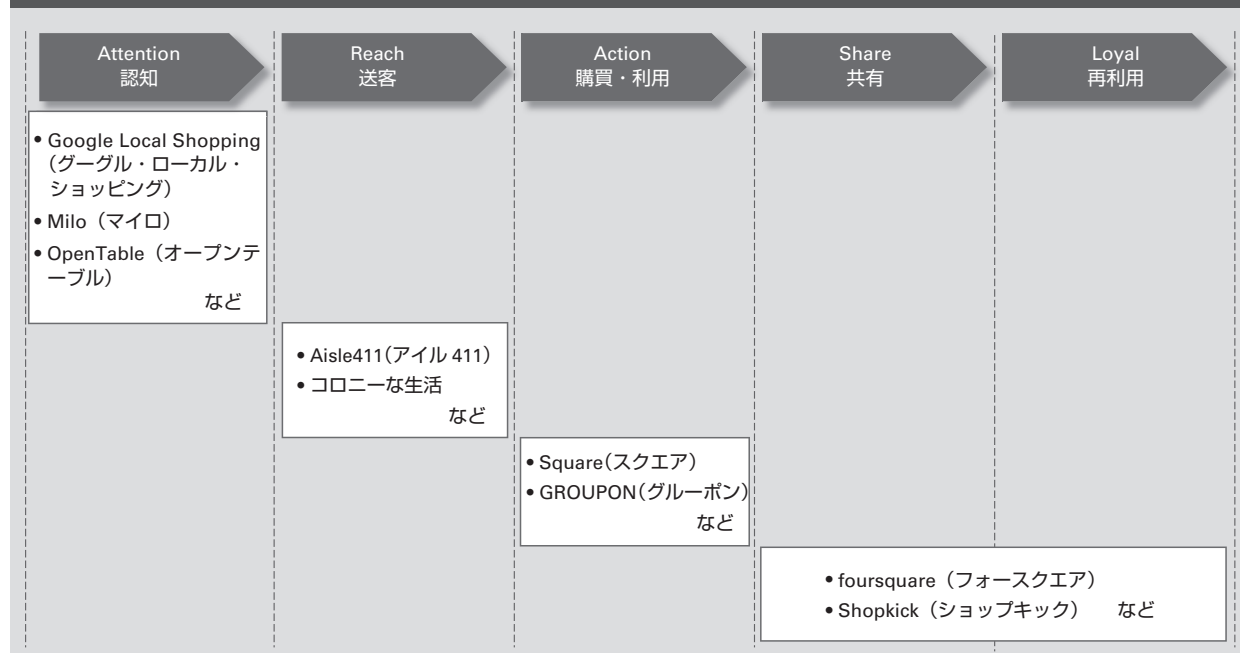 Attention
認知
Reach
送客
Action
購買・利用
Share
共有
Loyal
再利用
• Google Local Shopping
（グーグル・ローカル・
ショッピング）
• Milo（マイロ）
• OpenTable（オープンテ
ーブル）
など
• Aisle411（アイル 411）
• コロニーな生活
など
• Square（スクエア）
• GROUPON（グルーポン）
など
• foursquare（フォースクエア）
• Shopkick（ショップキック）　など